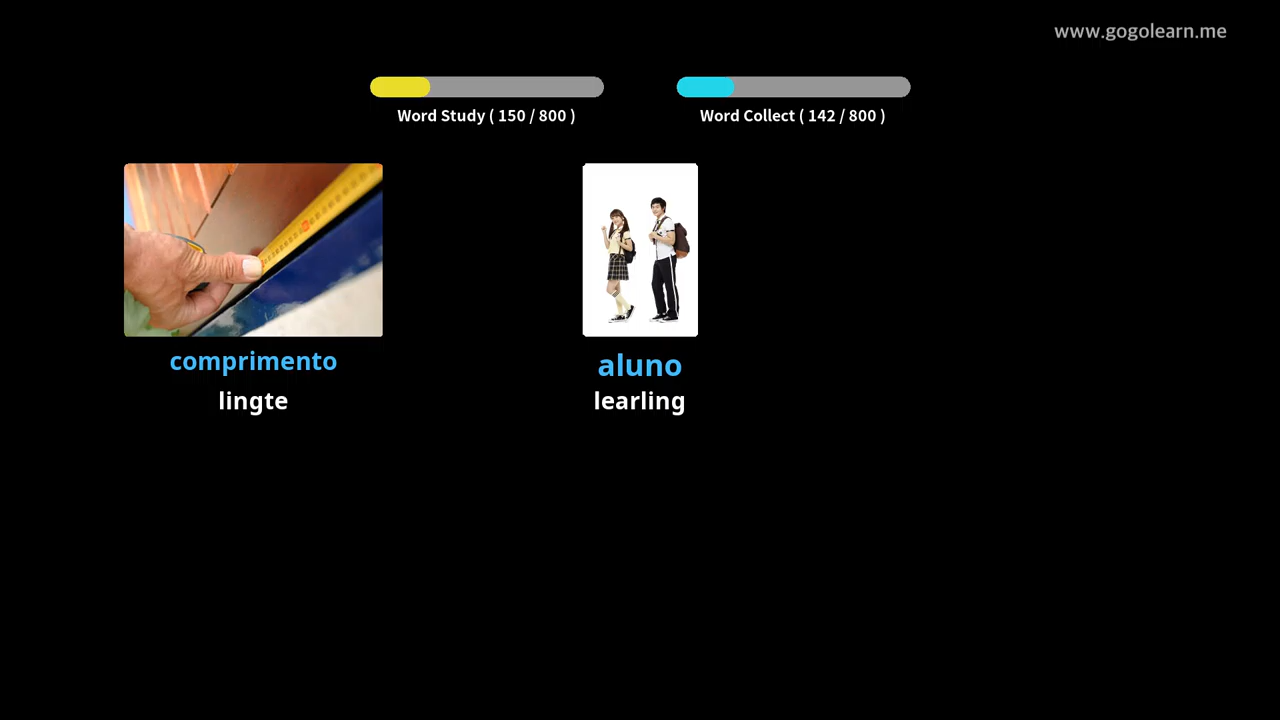 www.gogolearn.me
Word Study ( 150 / 800 )
Word Collect ( 142 / 800 )
comprimento
lingte
aluno
learling